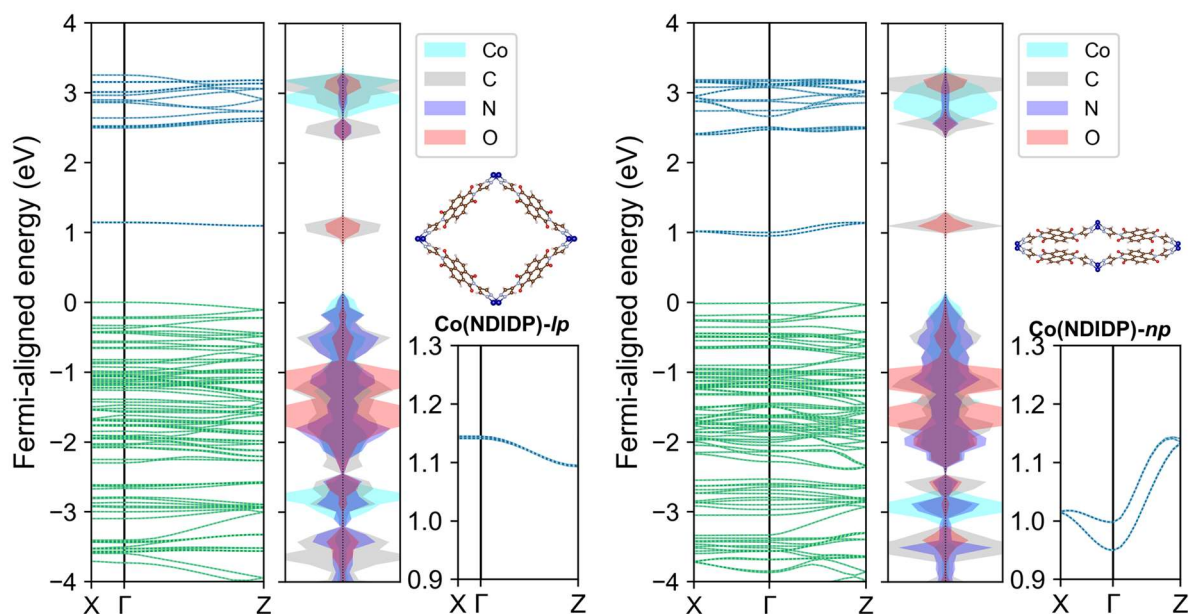 Fermi-aligned energy (eV)
4
3
2
1
0
−1
−2
−3
−4
X Γ Z
Co
C
N
O
Co(NDIDP)-lp
1.3
1.2
1.1
1.0
0.9
X Γ Z
Fermi-aligned energy (eV)
4
3
2
1
0
−1
−2
−3
−4
X Γ Z
Co
C
N
O
Co(NDIDP)-np
1.3
1.2
1.1
1.0
0.9
X Γ Z